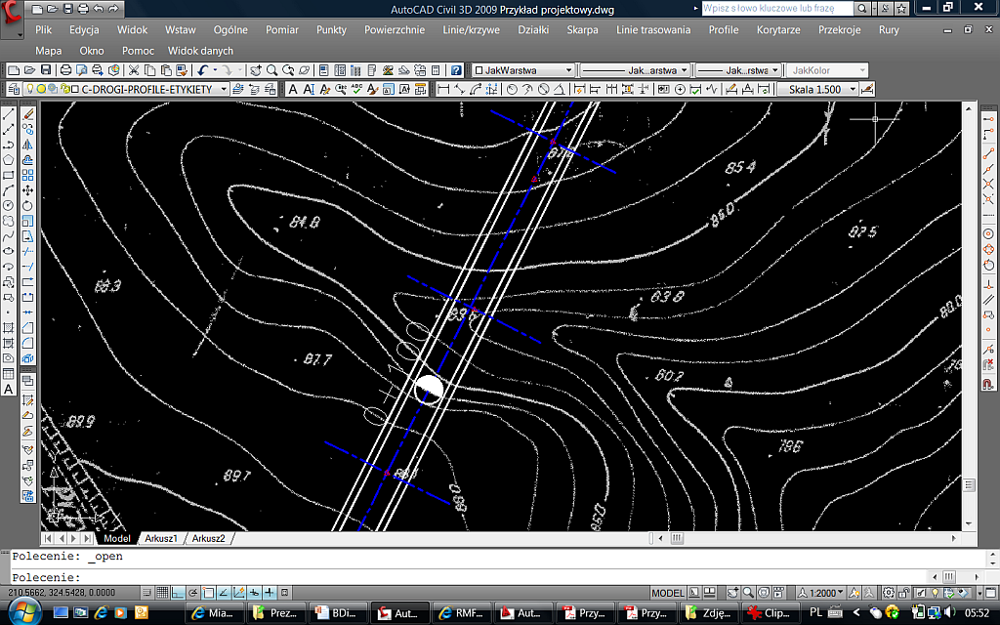 AutoCAD Civil 3D 2009 Przykład projektowy.dwg
Wpisz słowo kluczowe lub frazę
Plik Edycja Widok Wstaw Ogólne Pomiar Punkty Powierzchnie Linie/krzywe Działki Skarpa Linie trasowania Profile Korytarze Przekroje Rury
Mapa Okno Pomoc Widok danych
JakWarstwa Jak...arstwa Jak...rstwa JakKolor
C-DROGI-PROFILE-ETYKIETY Skala 1.500
85.4
86.0
84.8
87.5
88.3
83.8
80.0
87.7
80.2
0+100
89.9
78.6
89.7
88.0
86.0
Model Arkusz1 Arkusz2
Polecenie: _open
Polecenie:
210.5662, 324.5428, 0.0000 MODEL 1:2000
Mia... Prez... BDi... Aut... RMF... Aut... Przy... Przy... Zdję... Clip... PL 05:52